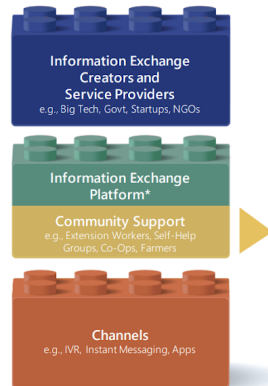 Information Exchange
Creators and
Service Providers
e.g., Big Tech, Govt, Startups, NGOs
Information Exchange
Platform*
Community Support
e.g., Extension Workers, Self-Help
Groups, Co-Ops, Farmers
Channels
e.g., IVR, Instant Messaging, Apps